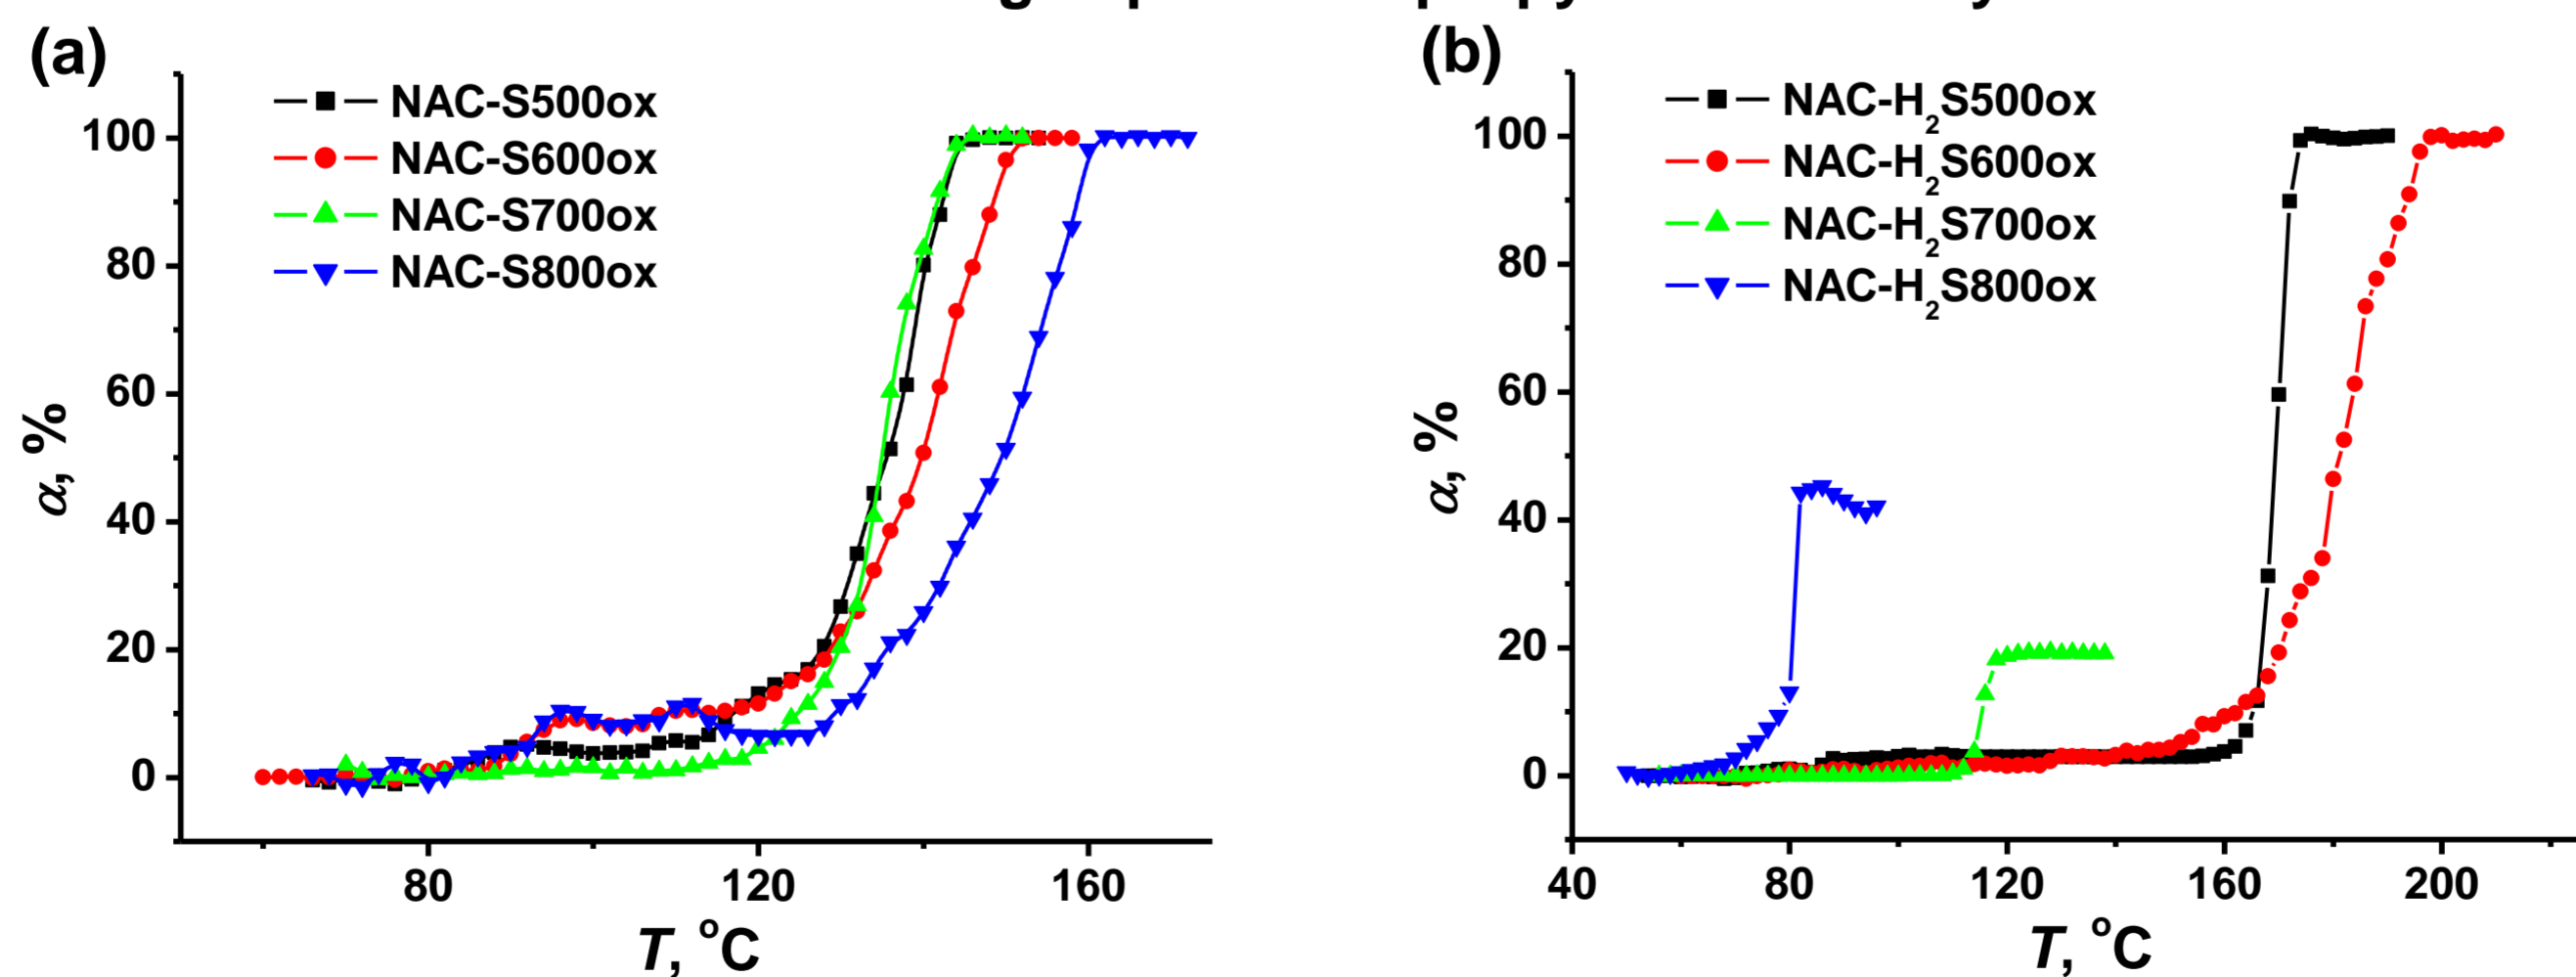 (a)
NAC-S500ox
NAC-S600ox
NAC-S700ox
NAC-S800ox
100
80
60
40
20
0
α, %
80 120 160
T, °C
(b)
NAC-H₂S500ox
NAC-H₂S600ox
NAC-H₂S700ox
NAC-H₂S800ox
100
80
60
40
20
0
α, %
40 80 120 160 200
T, °C